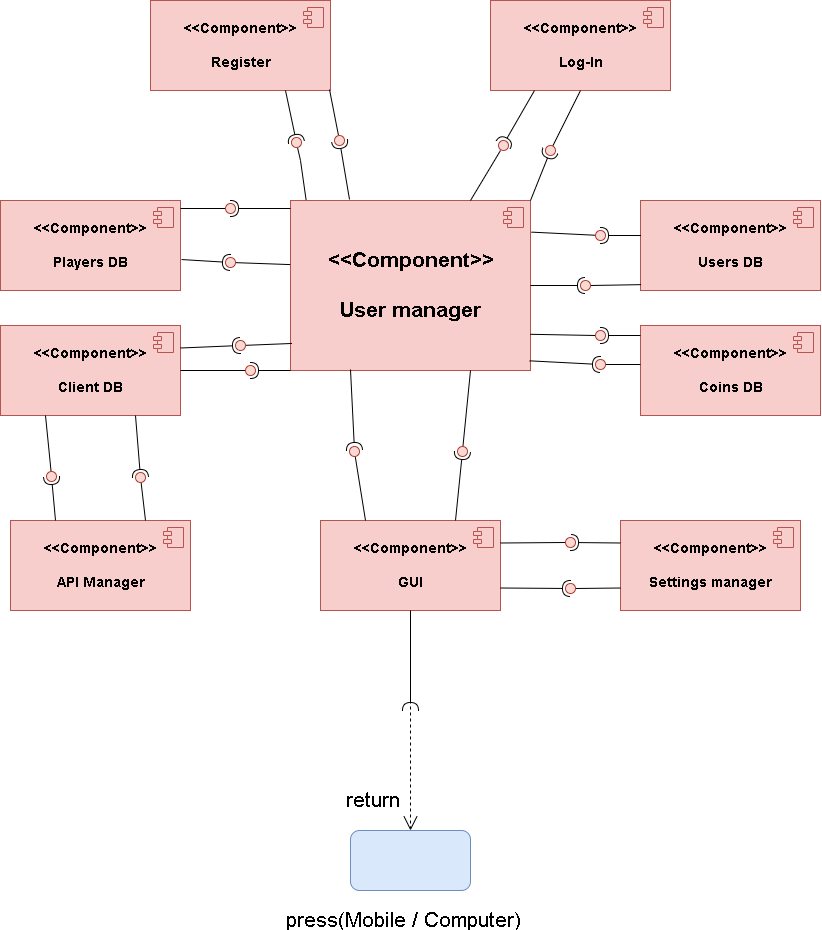 <<Component>>
Register
<<Component>>
Log-In
<<Component>>
Players DB
<<Component>>
User manager
<<Component>>
Users DB
<<Component>>
Client DB
<<Component>>
Coins DB
<<Component>>
API Manager
<<Component>>
GUI
<<Component>>
Settings manager
return
press(Mobile / Computer)